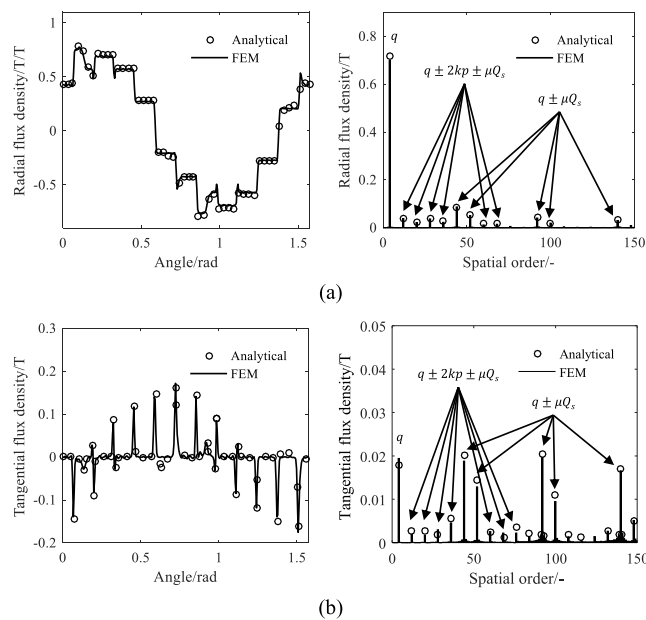 1
0.5
0
-0.5
0
0.5
1
1.5
Radial flux density/T/T
Angle/rad
Analytical
FEM
0.8
0.6
0.4
0.2
0
0
50
100
150
Radial flux density/T
Spatial order/-
Analytical
FEM
q
q ± 2kp ± μQₛ
q ± μQₛ
(a)
0.3
0.2
0.1
0
-0.1
-0.2
0
0.5
1
1.5
Tangential flux density/T
Angle/rad
Analytical
FEM
0.05
0.04
0.03
0.02
0.01
0
0
50
100
150
Tangential flux density/T
Spatial order/-
Analytical
FEM
q ± 2kp ± μQₛ
q ± μQₛ
q
(b)